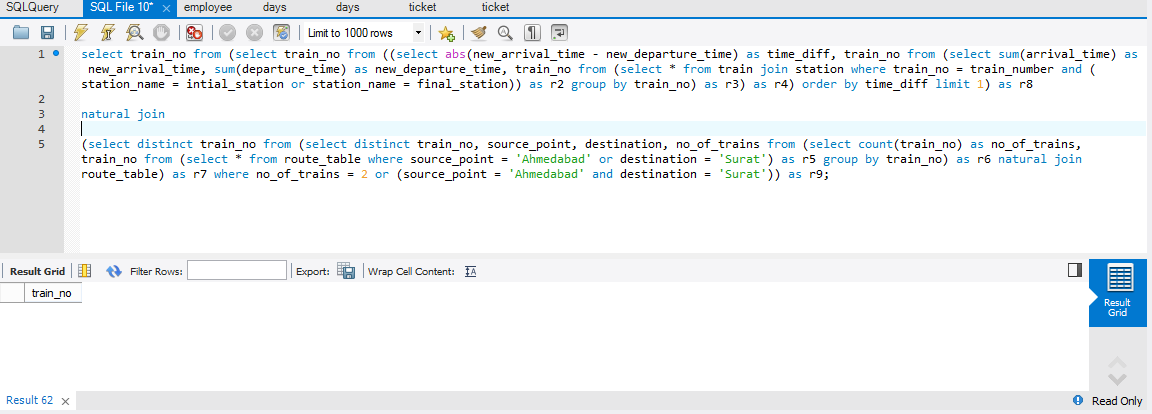 SQLQuery SQL File 10* × employee days days ticket ticket
Limit to 1000 rows
1 select train_no from (select train_no from ((select abs(new_arrival_time - new_departure_time) as time_diff, train_no from (select sum(arrival_time) as
new_arrival_time, sum(departure_time) as new_departure_time, train_no from (select * from train join station where train_no = train_number and (
station_name = intial_station or station_name = final_station)) as r2 group by train_no) as r3) as r4) order by time_diff limit 1) as r8
2
3 natural join
4
5 (select distinct train_no from (select distinct train_no, source_point, destination, no_of_trains from (select count(train_no) as no_of_trains,
train_no from (select * from route_table where source_point = 'Ahmedabad' or destination = 'Surat') as r5 group by train_no) as r6 natural join
route_table) as r7 where no_of_trains = 2 or (source_point = 'Ahmedabad' and destination = 'Surat')) as r9;
Result Grid Filter Rows: Export: Wrap Cell Content: IA
train_no
Result
Grid
Result 62 × Read Only